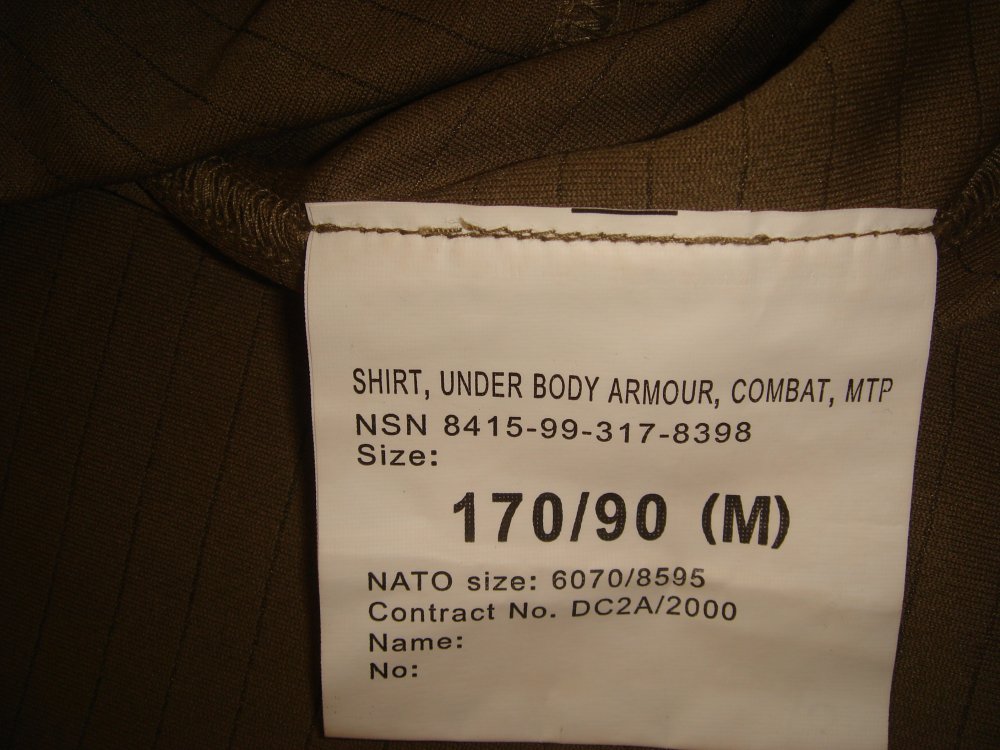 SHIRT, UNDER BODY ARMOUR, COMBAT, MTP
NSN 8415-99-317-8398
Size:
170/90 (M)
NATO size: 6070/8595
Contract No. DC2A/2000
Name:
No: